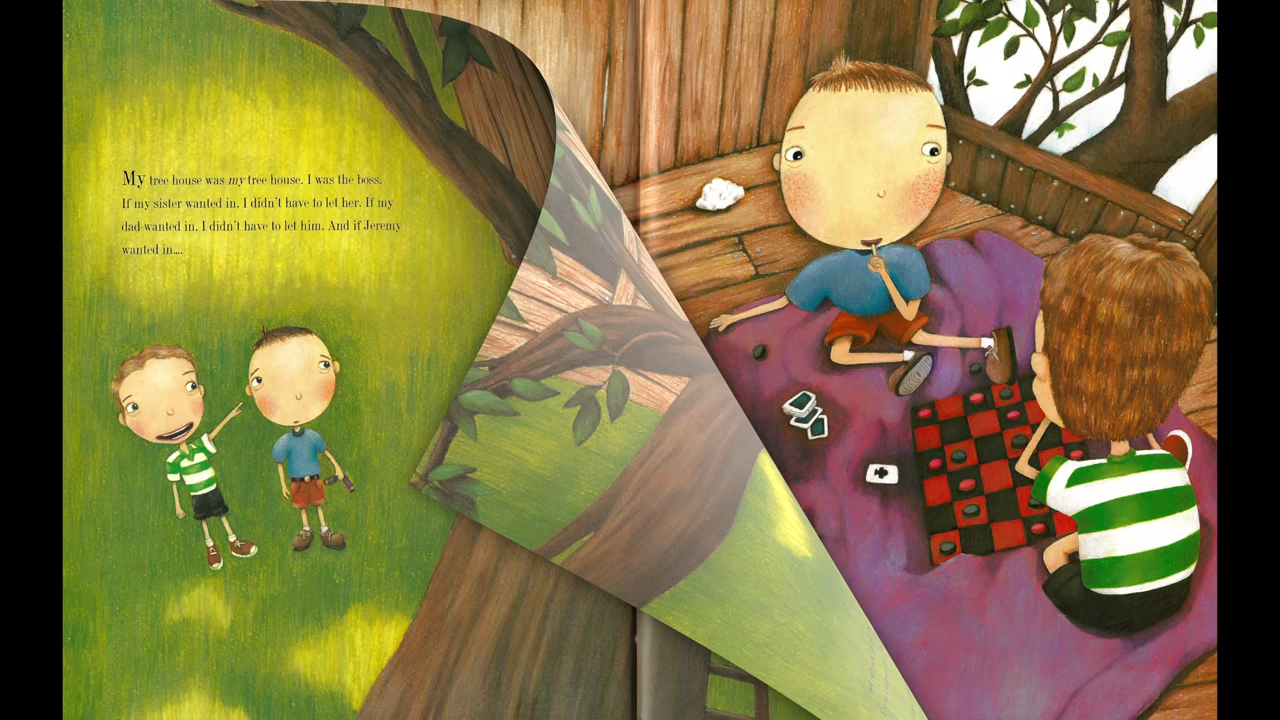 My tree house was my tree house. I was the boss.
If my sister wanted in, I didn't have to let her. If my
dad wanted in, I didn't have to let him. And if Jeremy
wanted in....